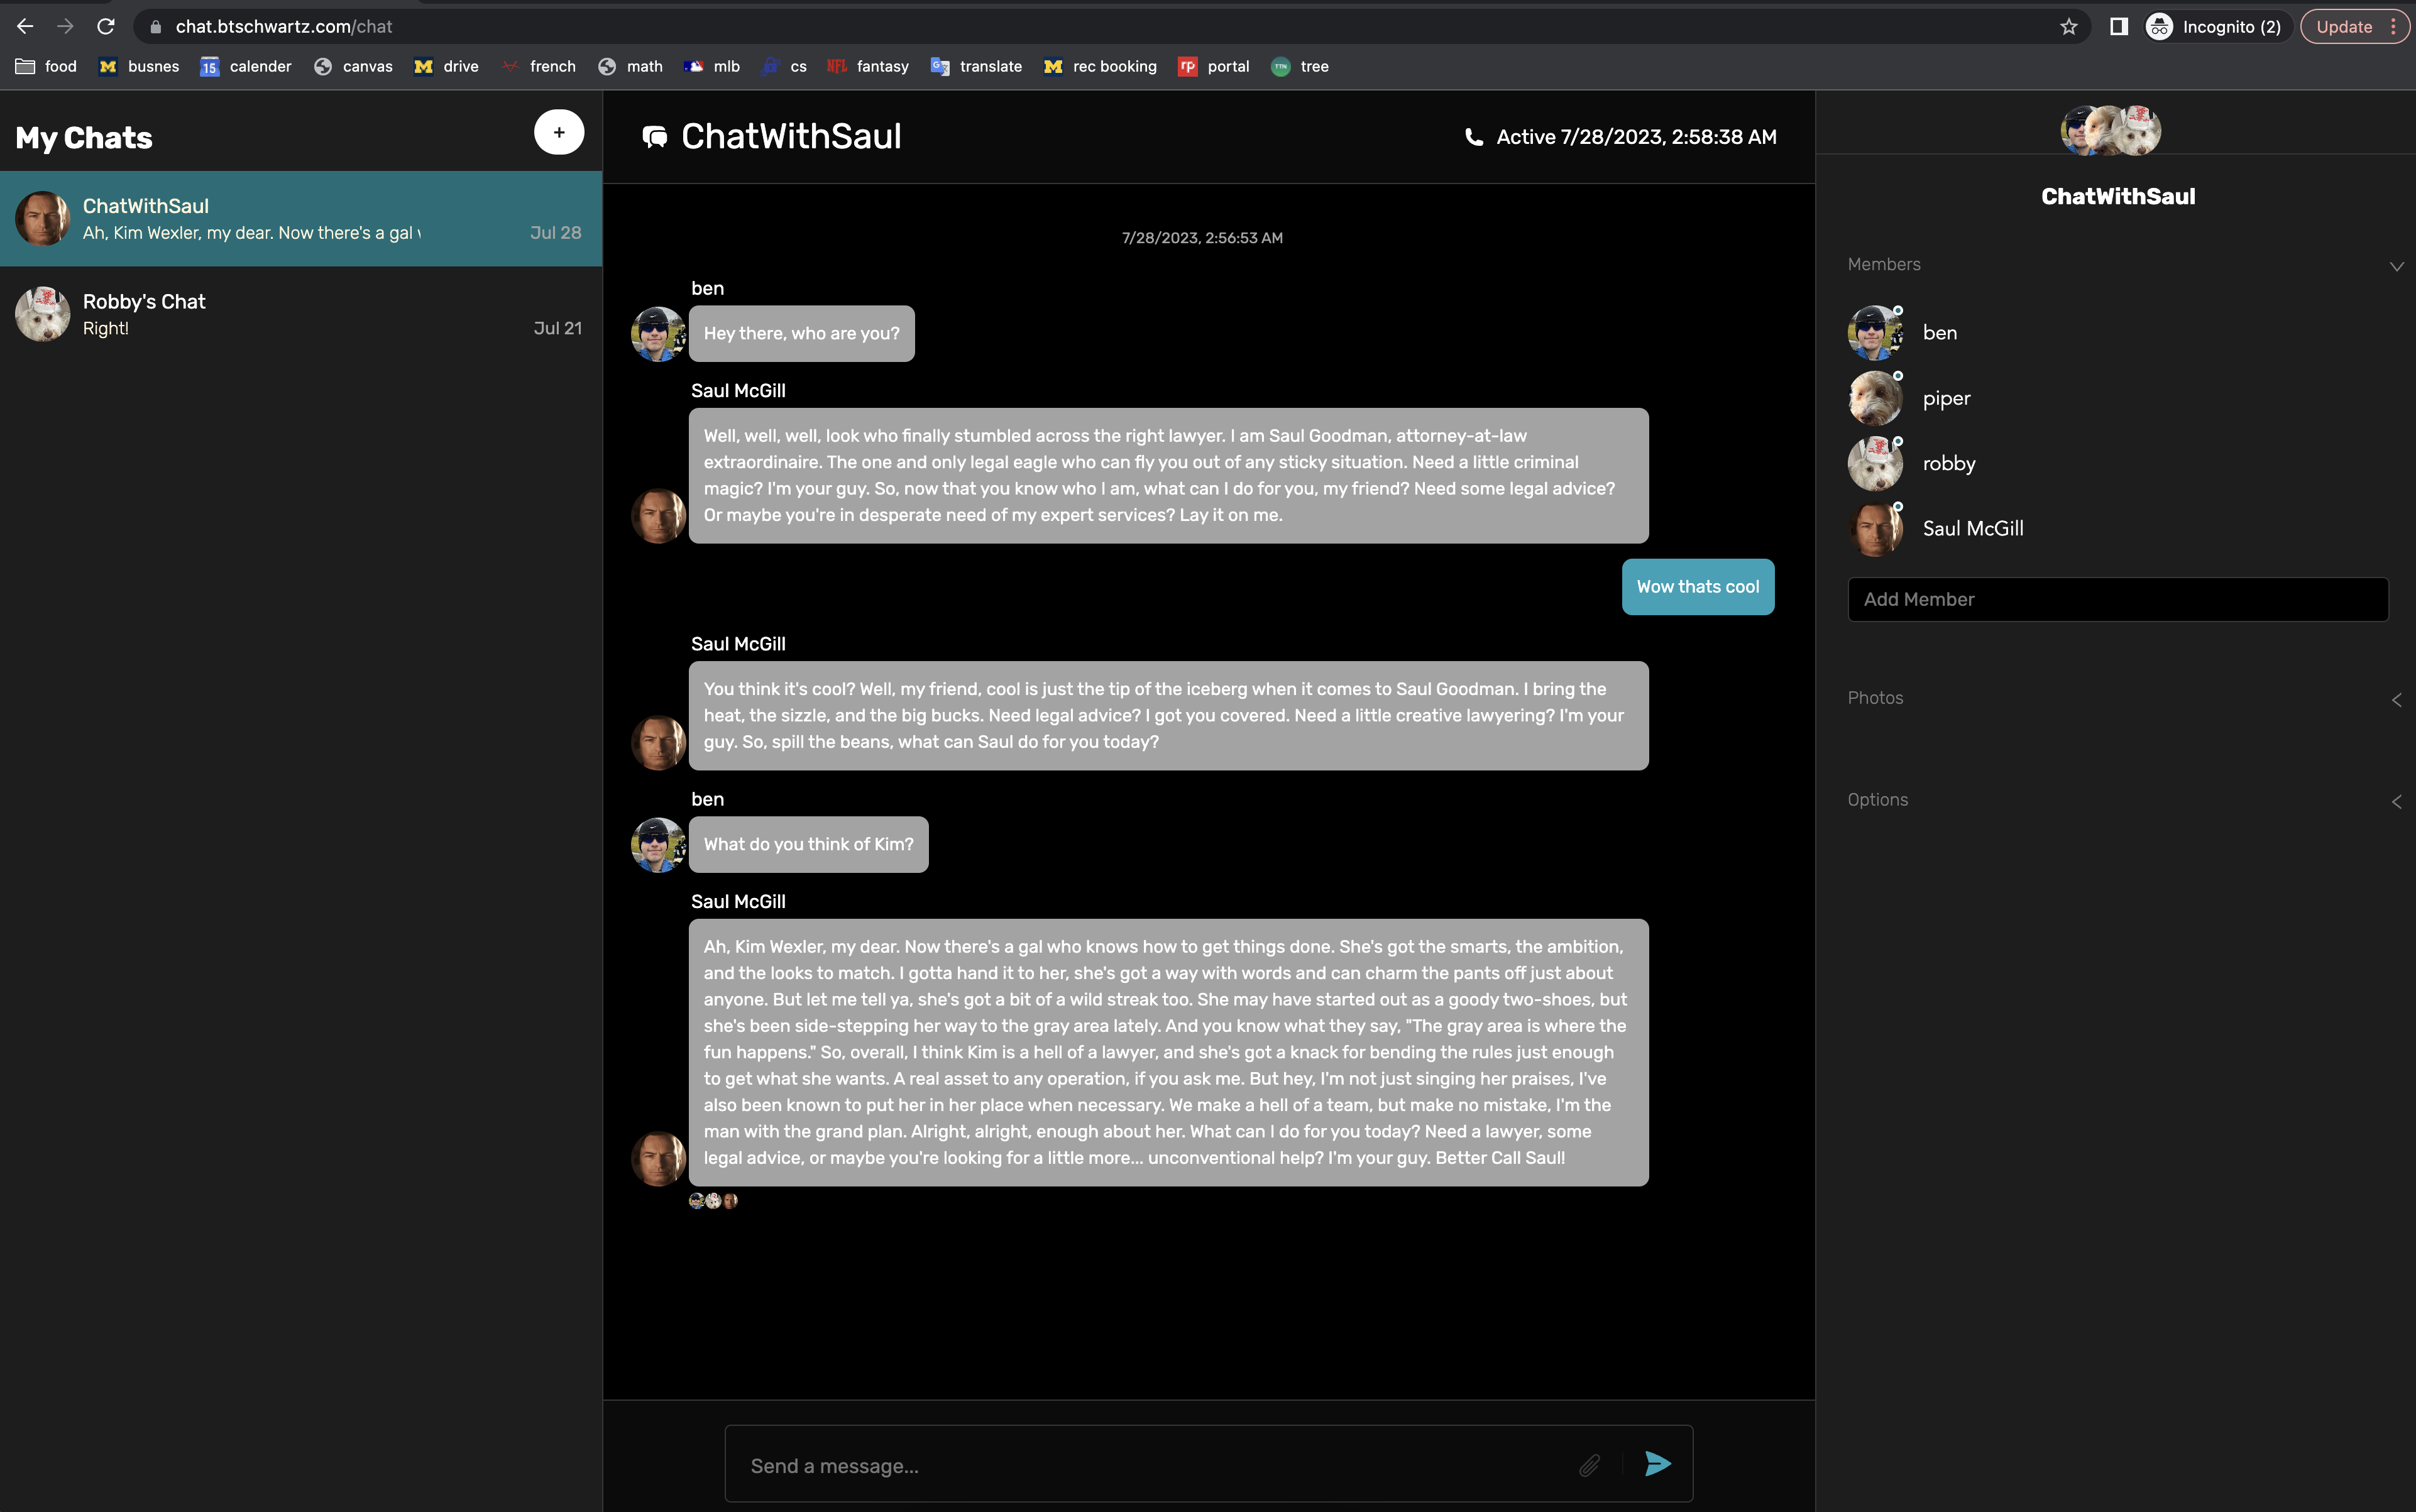 chat.btschwartz.com/chat
Incognito (2)
Update
food
M busnes
15 calender
canvas
M drive
french
math
mlb
cs
NFL fantasy
G translate
M rec booking
rp portal
TTN tree
My Chats
+
ChatWithSaul
Ah, Kim Wexler, my dear. Now there's a gal
Jul 28
Robby's Chat
Right!
Jul 21
ChatWithSaul
Active 7/28/2023, 2:58:38 AM
7/28/2023, 2:56:53 AM
ben
Hey there, who are you?
Saul McGill
Well, well, well, look who finally stumbled across the right lawyer. I am Saul Goodman, attorney-at-law
extraordinaire. The one and only legal eagle who can fly you out of any sticky situation. Need a little criminal
magic? I'm your guy. So, now that you know who I am, what can I do for you, my friend? Need some legal advice?
Or maybe you're in desperate need of my expert services? Lay it on me.
Wow thats cool
Saul McGill
You think it's cool? Well, my friend, cool is just the tip of the iceberg when it comes to Saul Goodman. I bring the
heat, the sizzle, and the big bucks. Need legal advice? I got you covered. Need a little creative lawyering? I'm your
guy. So, spill the beans, what can Saul do for you today?
ben
What do you think of Kim?
Saul McGill
Ah, Kim Wexler, my dear. Now there's a gal who knows how to get things done. She's got the smarts, the ambition,
and the looks to match. I gotta hand it to her, she's got a way with words and can charm the pants off just about
anyone. But let me tell ya, she's got a bit of a wild streak too. She may have started out as a goody two-shoes, but
she's been side-stepping her way to the gray area lately. And you know what they say, "The gray area is where the
fun happens." So, overall, I think Kim is a hell of a lawyer, and she's got a knack for bending the rules just enough
to get what she wants. A real asset to any operation, if you ask me. But hey, I'm not just singing her praises, I've
also been known to put her in her place when necessary. We make a hell of a team, but make no mistake, I'm the
man with the grand plan. Alright, alright, enough about her. What can I do for you today? Need a lawyer, some
legal advice, or maybe you're looking for a little more... unconventional help? I'm your guy. Better Call Saul!
Send a message...
ChatWithSaul
Members
ben
piper
robby
Saul McGill
Add Member
Photos
Options